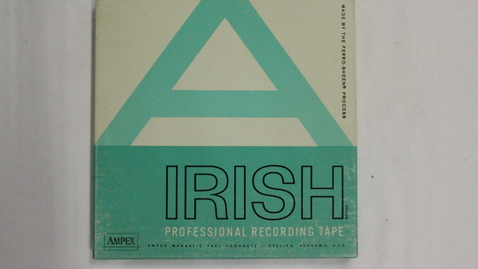 MADE BY THE FERRO-SHEEN® PROCESS
IRISH
PROFESSIONAL RECORDING TAPE
AMPEX
AMPEX MAGNETIC TAPE PRODUCTS - OPELIKA, ALABAMA, U.S.A.